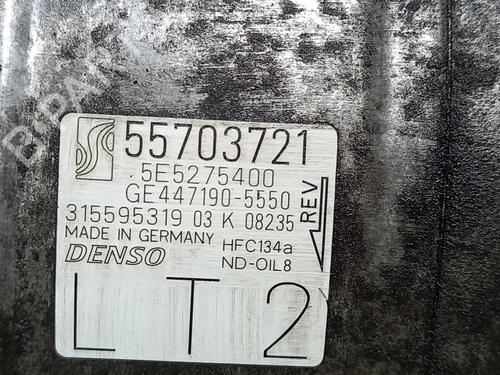 55703721
5E5275400
GE447190-5550
315595319 03 K 08235
REV
MADE IN GERMANY HFC134a
DENSO ND-OIL8
LT2